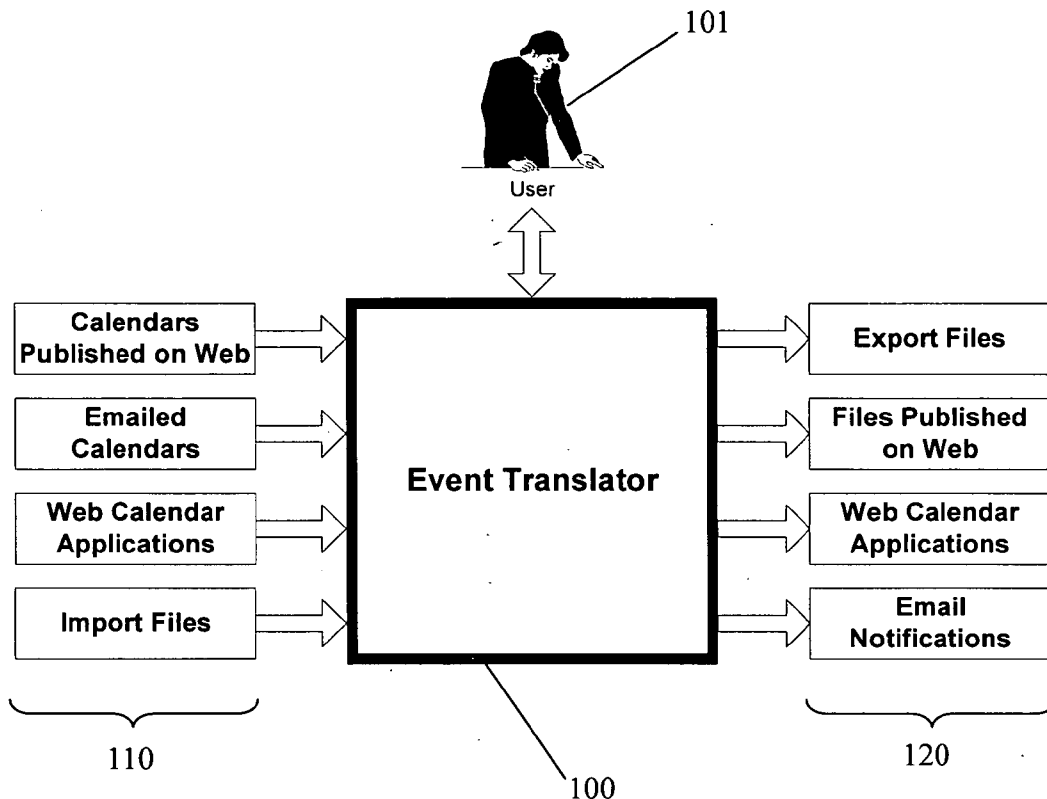 101
User
Calendars
Published on Web
Emailed
Calendars
Web Calendar
Applications
Import Files
Event Translator
Export Files
Files Published
on Web
Web Calendar
Applications
Email
Notifications
110
100
120